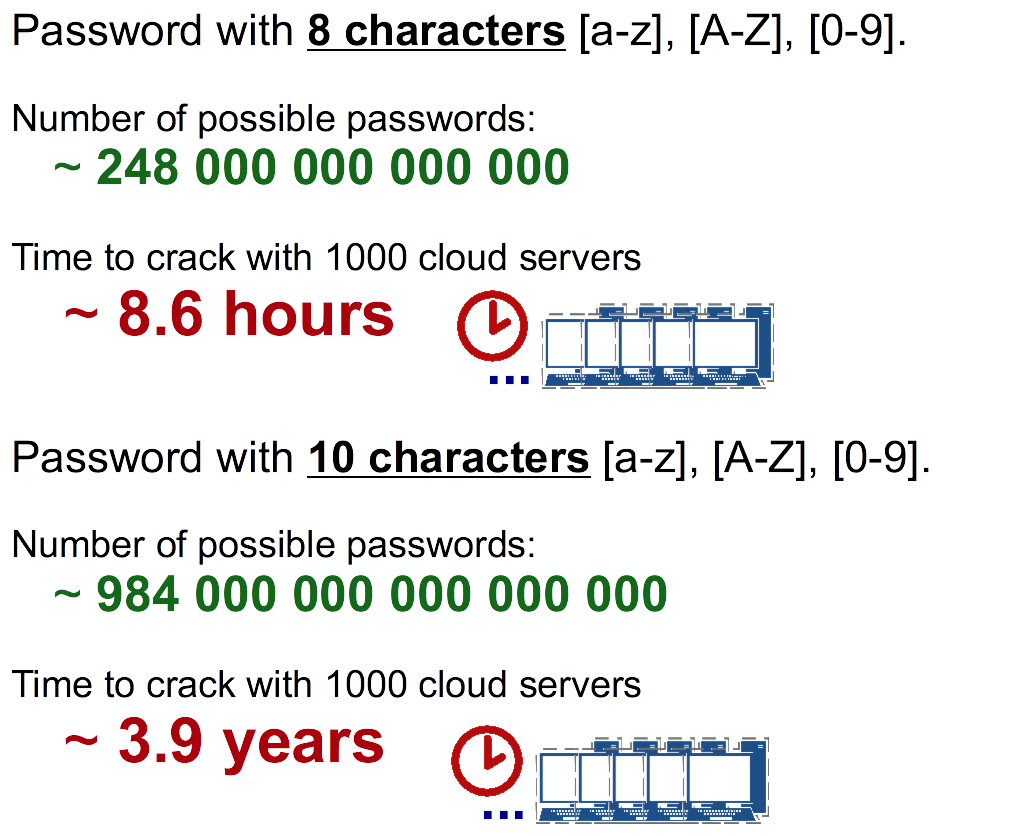 Password with 8 characters [a-z], [A-Z], [0-9].
Number of possible passwords:
~ 248 000 000 000 000
Time to crack with 1000 cloud servers
~ 8.6 hours
...
Password with 10 characters [a-z], [A-Z], [0-9].
Number of possible passwords:
~ 984 000 000 000 000 000
Time to crack with 1000 cloud servers
~ 3.9 years
...